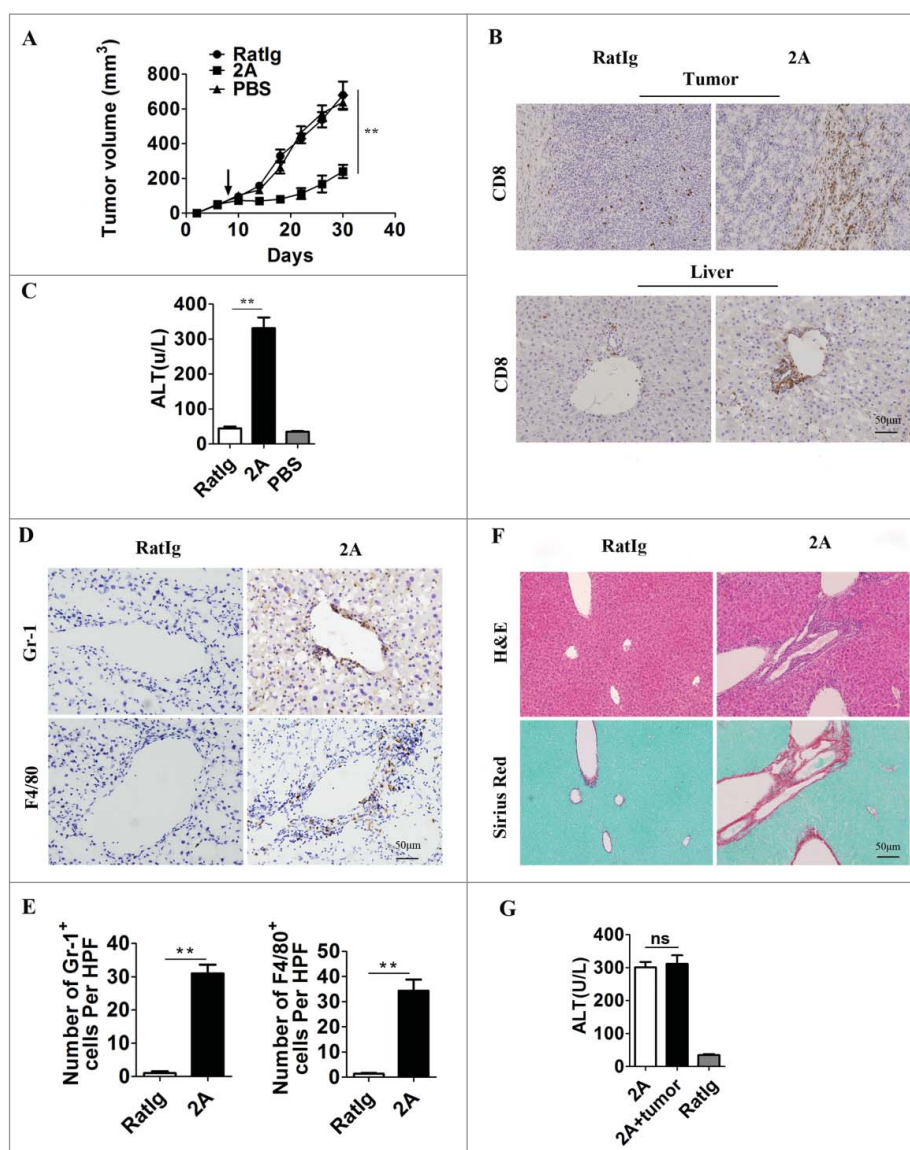 A
RatIg
2A
PBS
Tumor volume (mm³)
800
600
400
200
0
0
10
20
30
40
Days
**
B
RatIg
2A
Tumor
CD8
Liver
CD8
50μm
C
ALT(u/L)
400
300
200
100
0
**
RatIg
2A
PBS
D
RatIg
2A
Gr-1
F4/80
50μm
F
RatIg
2A
H&E
Sirius Red
50μm
E
Number of Gr-1⁺
cells Per HPF
40
30
20
10
0
**
RatIg
2A
Number of F4/80⁺
cells Per HPF
50
40
30
20
10
0
**
RatIg
2A
G
ALT(U/L)
400
300
200
100
0
ns
2A
2A+tumor
RatIg